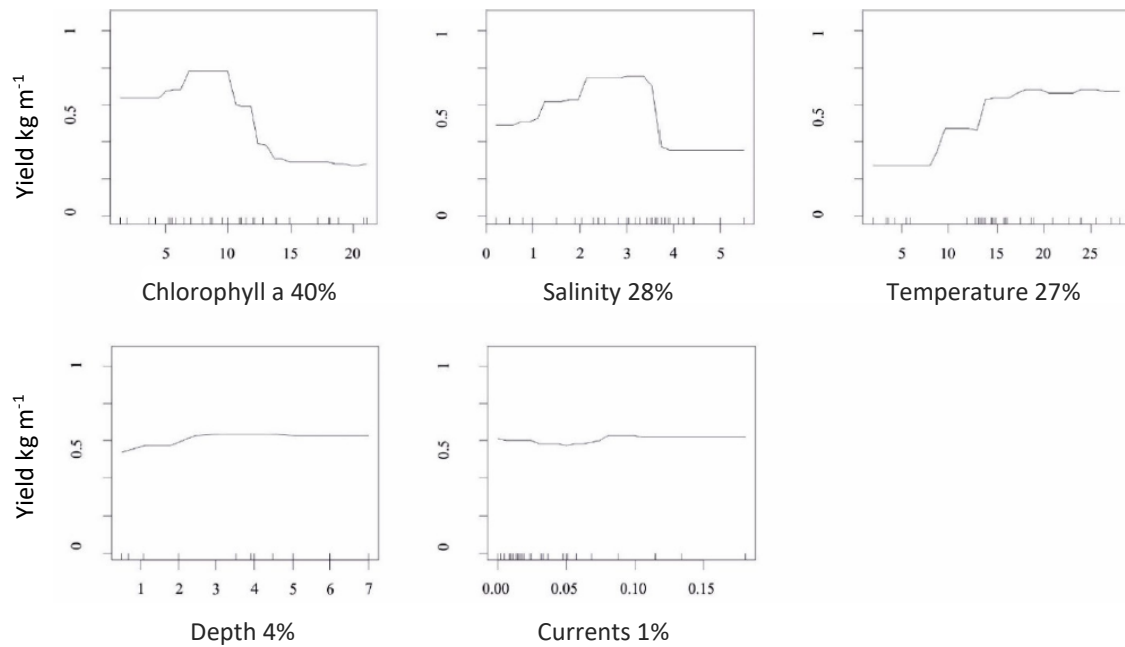 Yield kg m⁻¹
1
0.5
0
5 10 15 20
Chlorophyll a 40%
1
0.5
0
0 1 2 3 4 5
Salinity 28%
1
0.5
0
5 10 15 20 25
Temperature 27%
Yield kg m⁻¹
1
0.5
0
1 2 3 4 5 6 7
Depth 4%
1
0.5
0
0.00 0.05 0.10 0.15
Currents 1%